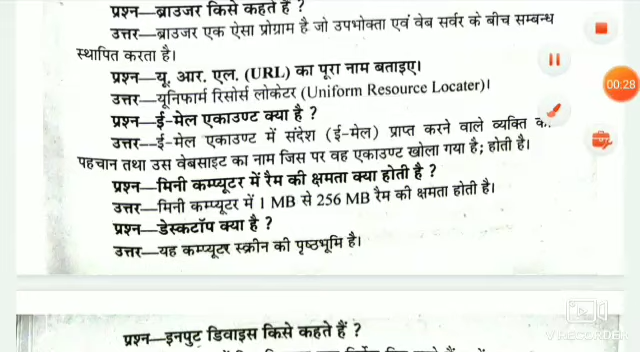 प्रश्न—ब्राउजर किसे कहते हैं ?
उत्तर—ब्राउजर एक ऐसा प्रोग्राम है जो उपभोक्ता एवं वेब सर्वर के बीच सम्बन्ध
स्थापित करता है।
प्रश्न—यू. आर. एल. (URL) का पूरा नाम बताइए।
उत्तर—यूनिफार्म रिसोर्स लोकेटर (Uniform Resource Locater)।
प्रश्न—ई-मेल एकाउण्ट क्या है ?
उत्तर—ई-मेल एकाउण्ट में संदेश (ई-मेल) प्राप्त करने वाले व्यक्ति
पहचान तथा उस वेबसाइट का नाम जिस पर वह एकाउण्ट खोला गया है; होती है।
प्रश्न—मिनी कम्प्यूटर में रैम की क्षमता क्या होती है ?
उत्तर—मिनी कम्प्यूटर में 1 MB से 256 MB रैम की क्षमता होती है।
प्रश्न—डेस्कटॉप क्या है ?
उत्तर—यह कम्प्यूटर स्क्रीन की पृष्ठभूमि है।
प्रश्न—इनपुट डिवाइस किसे कहते हैं ?
00:28
V RECORDER